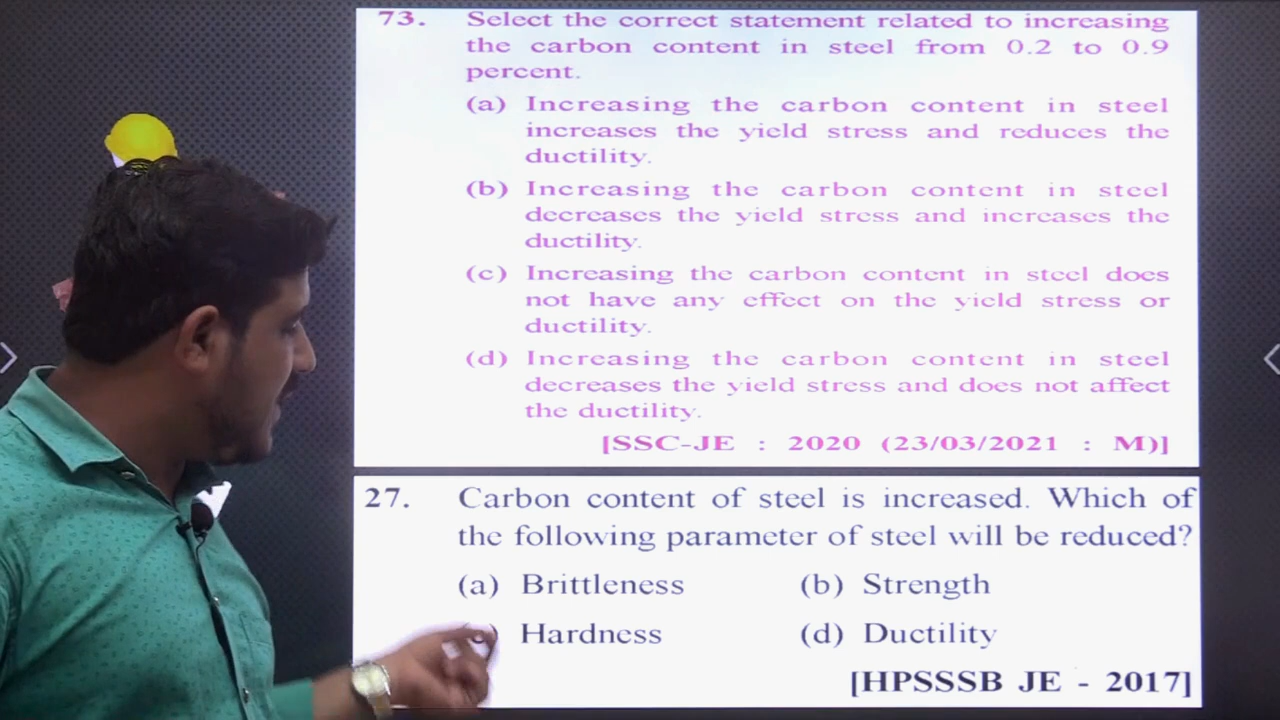 73. Select the correct statement related to increasing
the carbon content in steel from 0.2 to 0.9
percent.
(a) Increasing the carbon content in steel
increases the yield stress and reduces the
ductility.
(b) Increasing the carbon content in steel
decreases the yield stress and increases the
ductility.
(c) Increasing the carbon content in steel does
not have any effect on the yield stress or
ductility.
(d) Increasing the carbon content in steel
decreases the yield stress and does not affect
the ductility.
[SSC-JE : 2020 (23/03/2021 : M)]
27. Carbon content of steel is increased. Which of
the following parameter of steel will be reduced?
(a) Brittleness (b) Strength
(c) Hardness (d) Ductility
[HPSSSB JE - 2017]